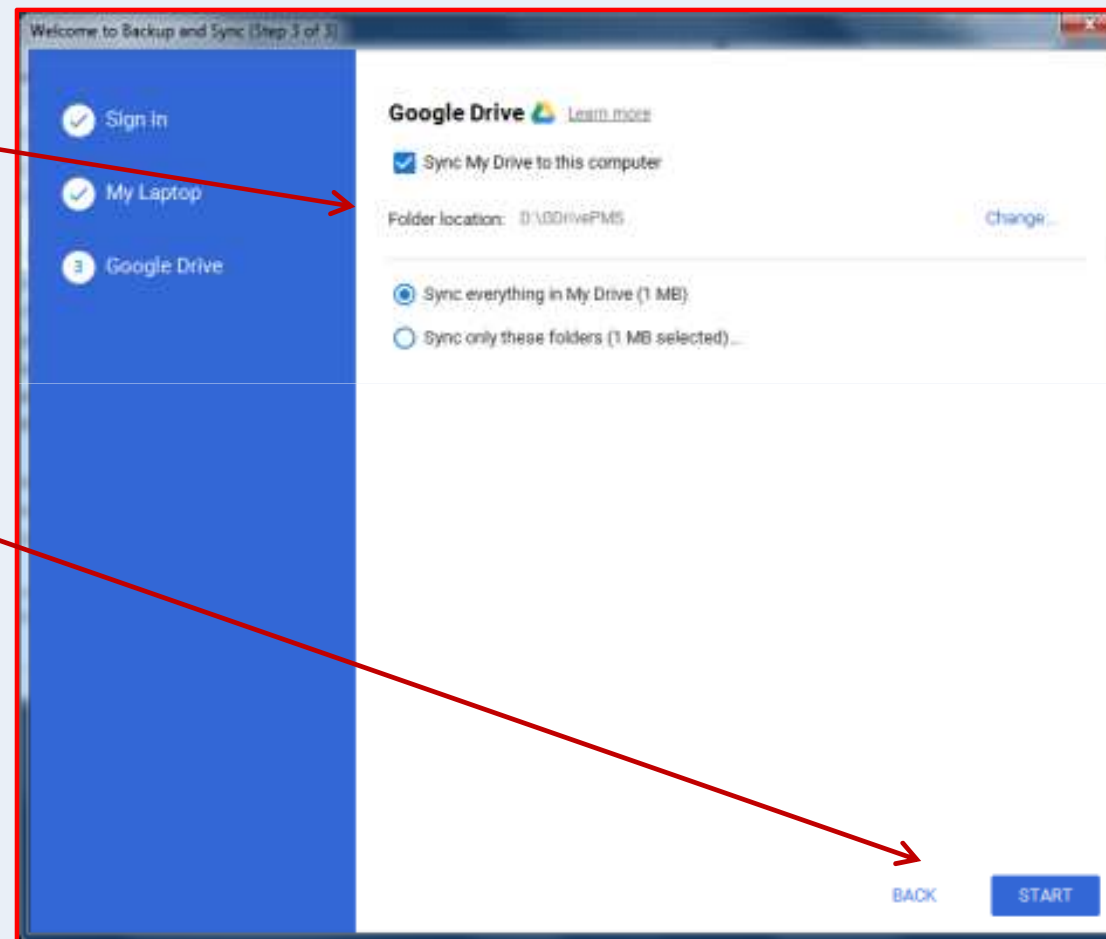 Welcome to Backup and Sync (Step 3 of 3)
Sign in
My Laptop
3 Google Drive
Google Drive Learn more
Sync My Drive to this computer
Folder location: D:\GDrivePMS Change...
Sync everything in My Drive (1 MB)
Sync only these folders (1 MB selected)...
BACK START